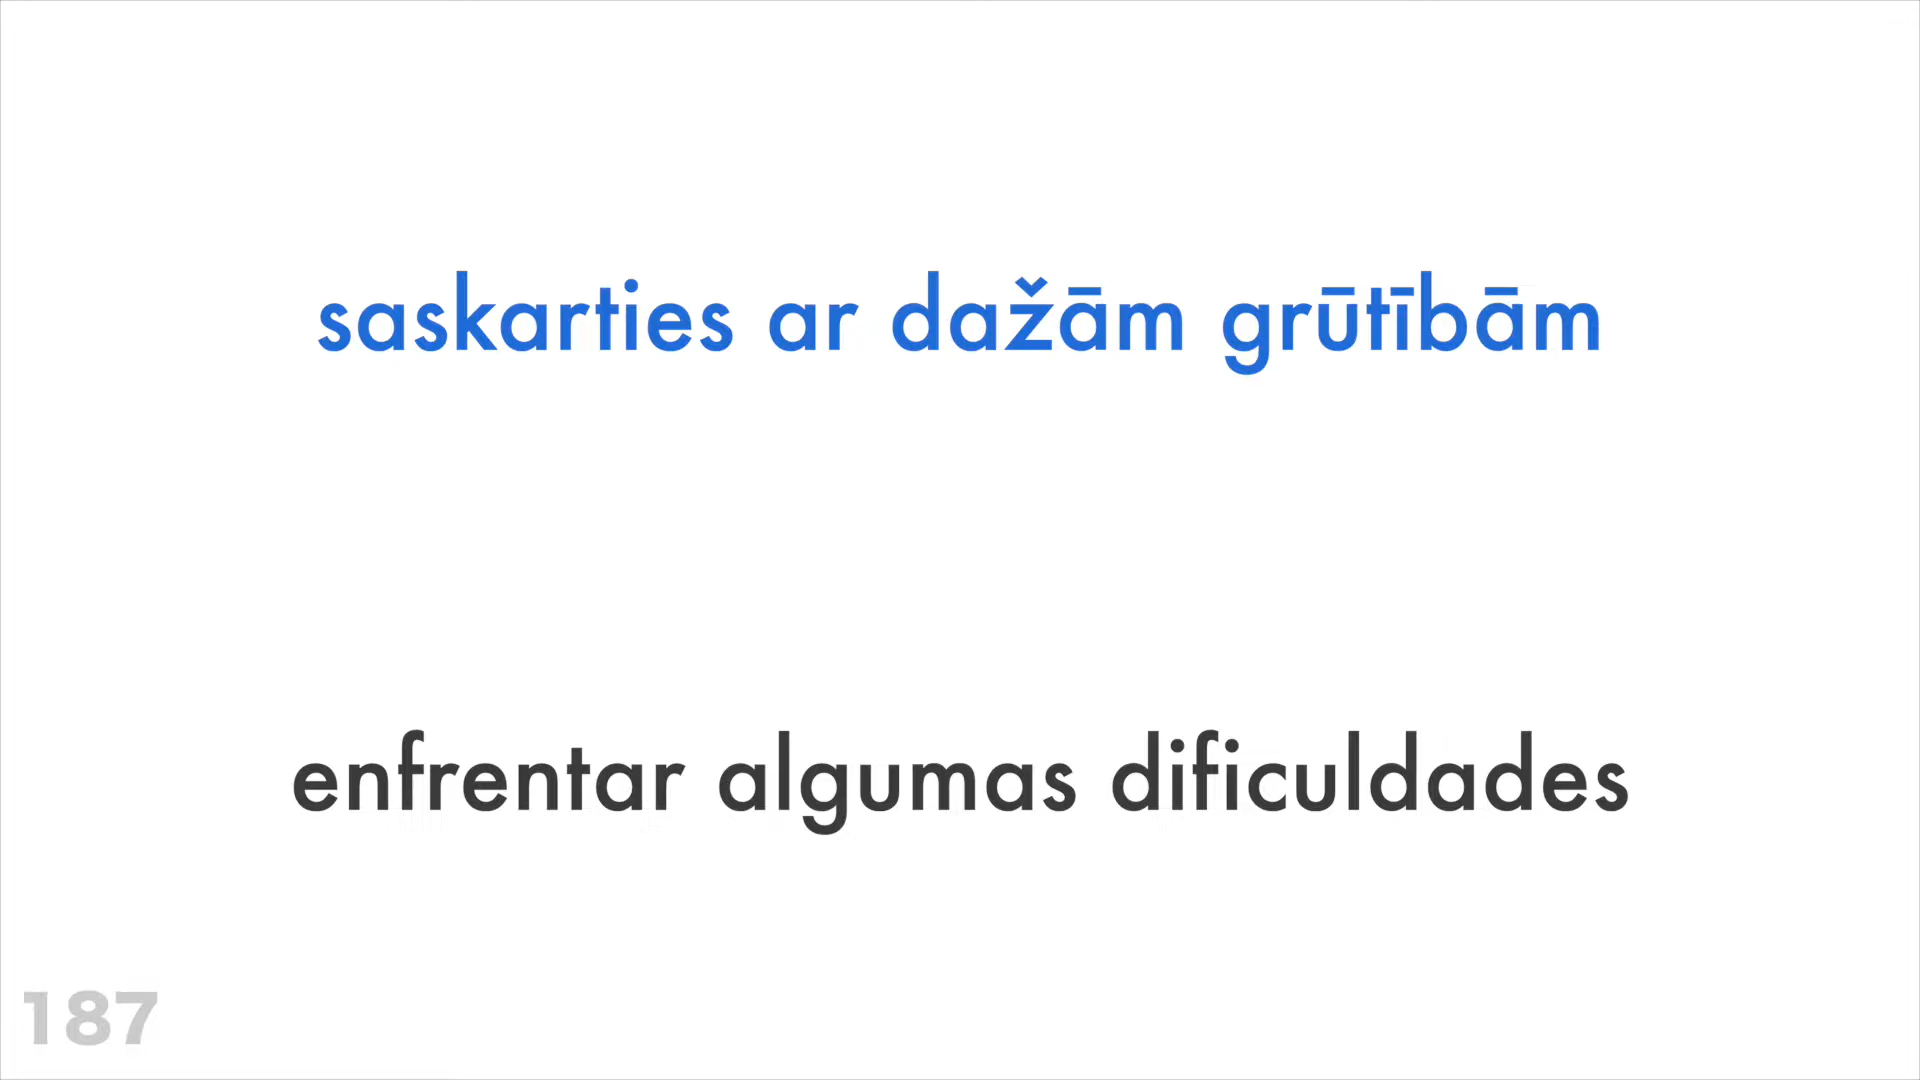 saskarties ar dažām grūtībām
enfrentar algumas dificuldades
187